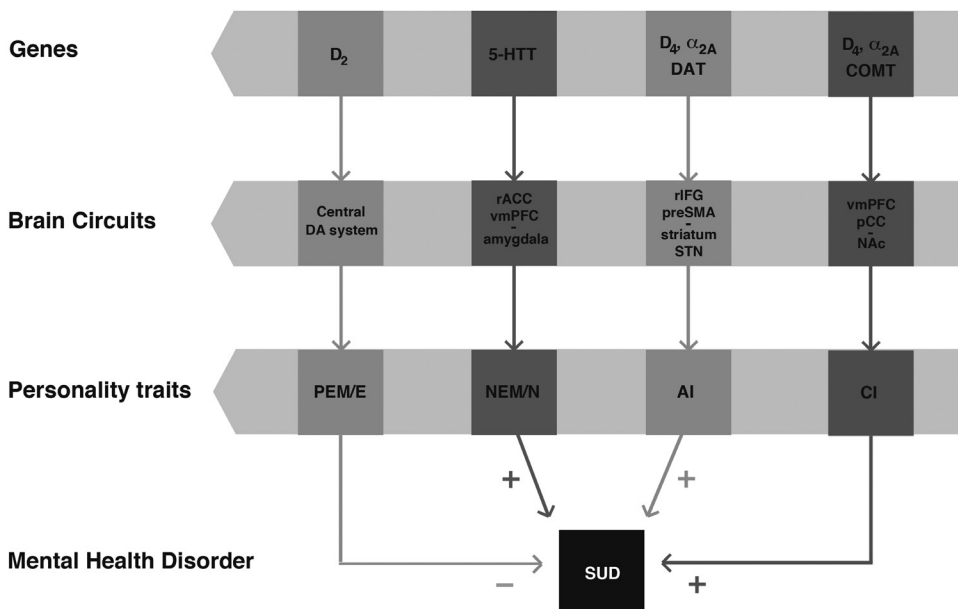 Genes
D2
5-HTT
D4, α2A
DAT
D4, α2A
COMT
Brain Circuits
Central
DA system
rACC
vmPFC
-
amygdala
rIFG
preSMA
-
striatum
STN
vmPFC
pCC
-
NAc
Personality traits
PEM/E
NEM/N
AI
CI
+
+
Mental Health Disorder
SUD
−
+